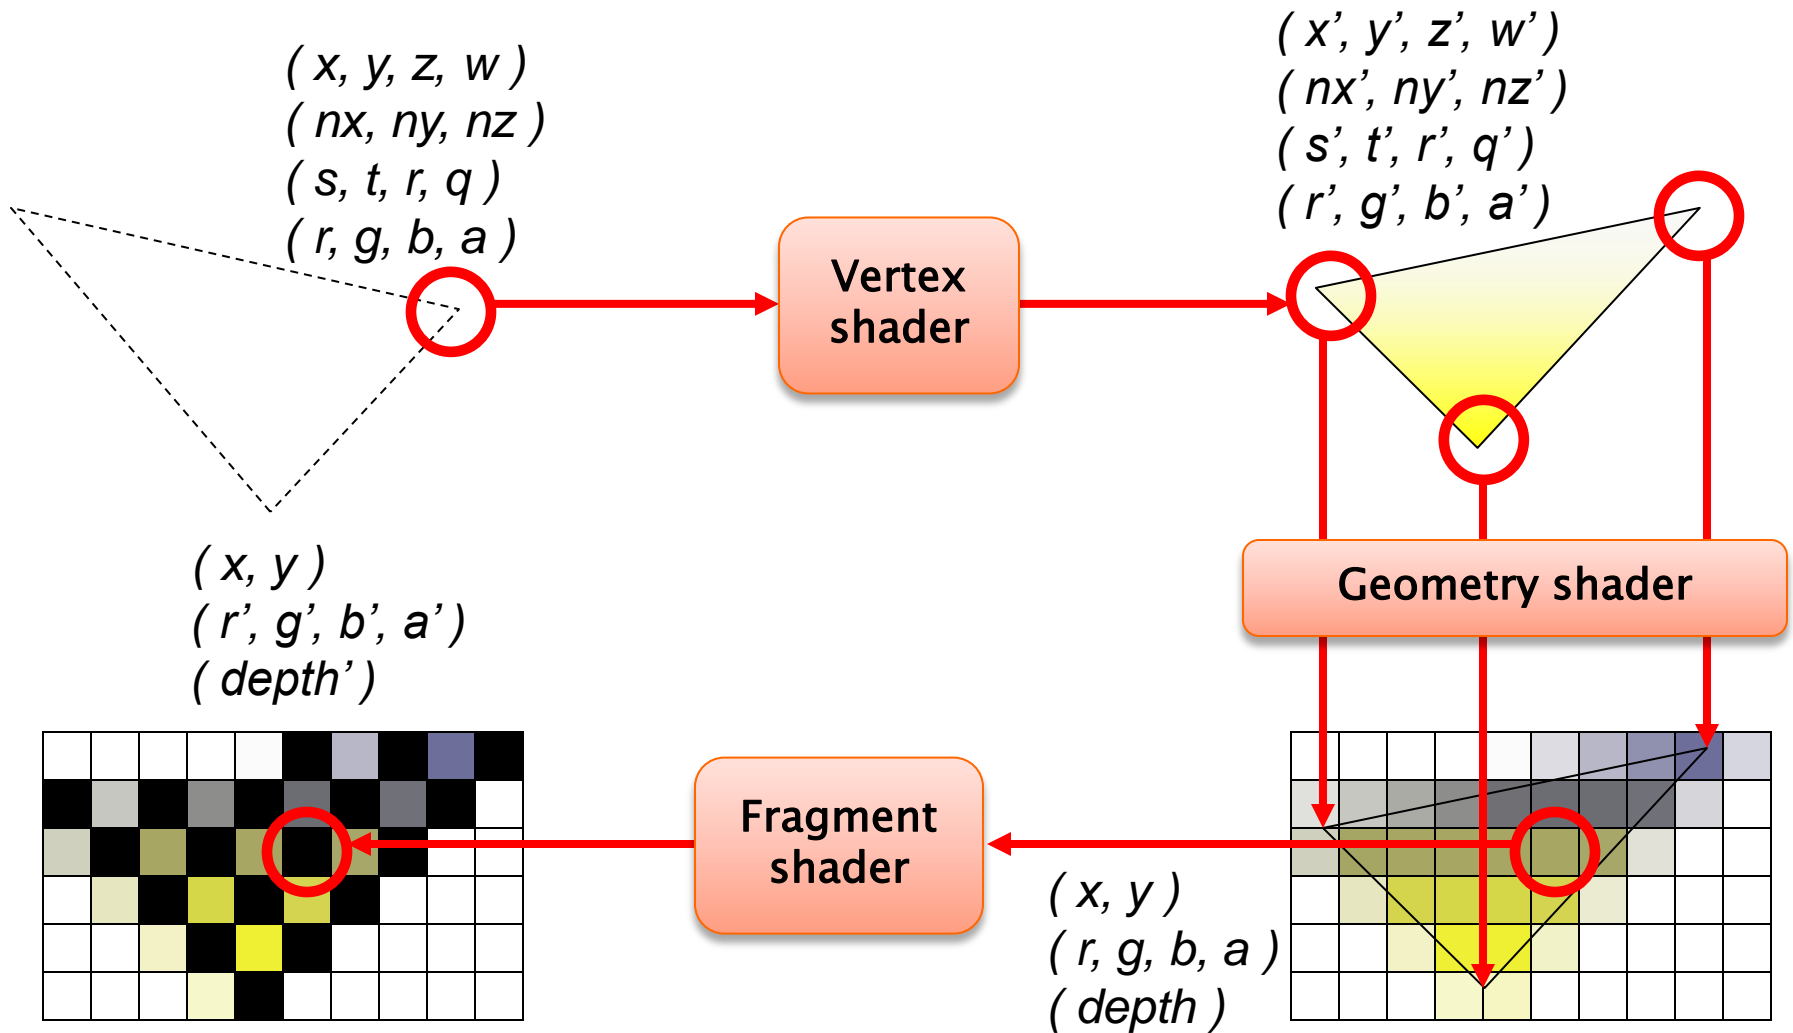 ( x, y, z, w )
( nx, ny, nz )
( s, t, r, q )
( r, g, b, a )
Vertex
shader
( x’, y’, z’, w’ )
( nx’, ny’, nz’ )
( s’, t’, r’, q’ )
( r’, g’, b’, a’ )
Geometry shader
( x, y )
( r’, g’, b’, a’ )
( depth’ )
Fragment
shader
( x, y )
( r, g, b, a )
( depth )